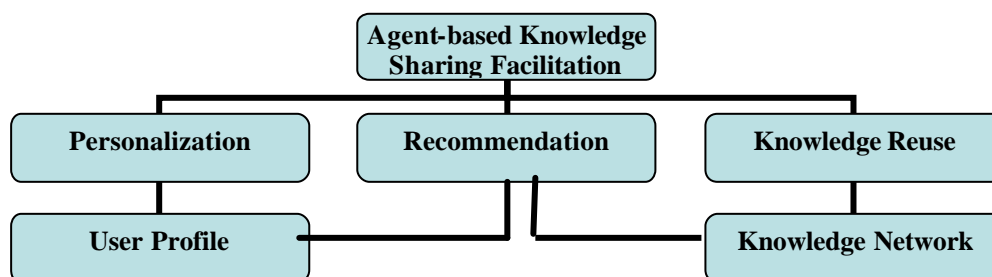 Agent-based Knowledge
Sharing Facilitation
Personalization
Recommendation
Knowledge Reuse
User Profile
Knowledge Network